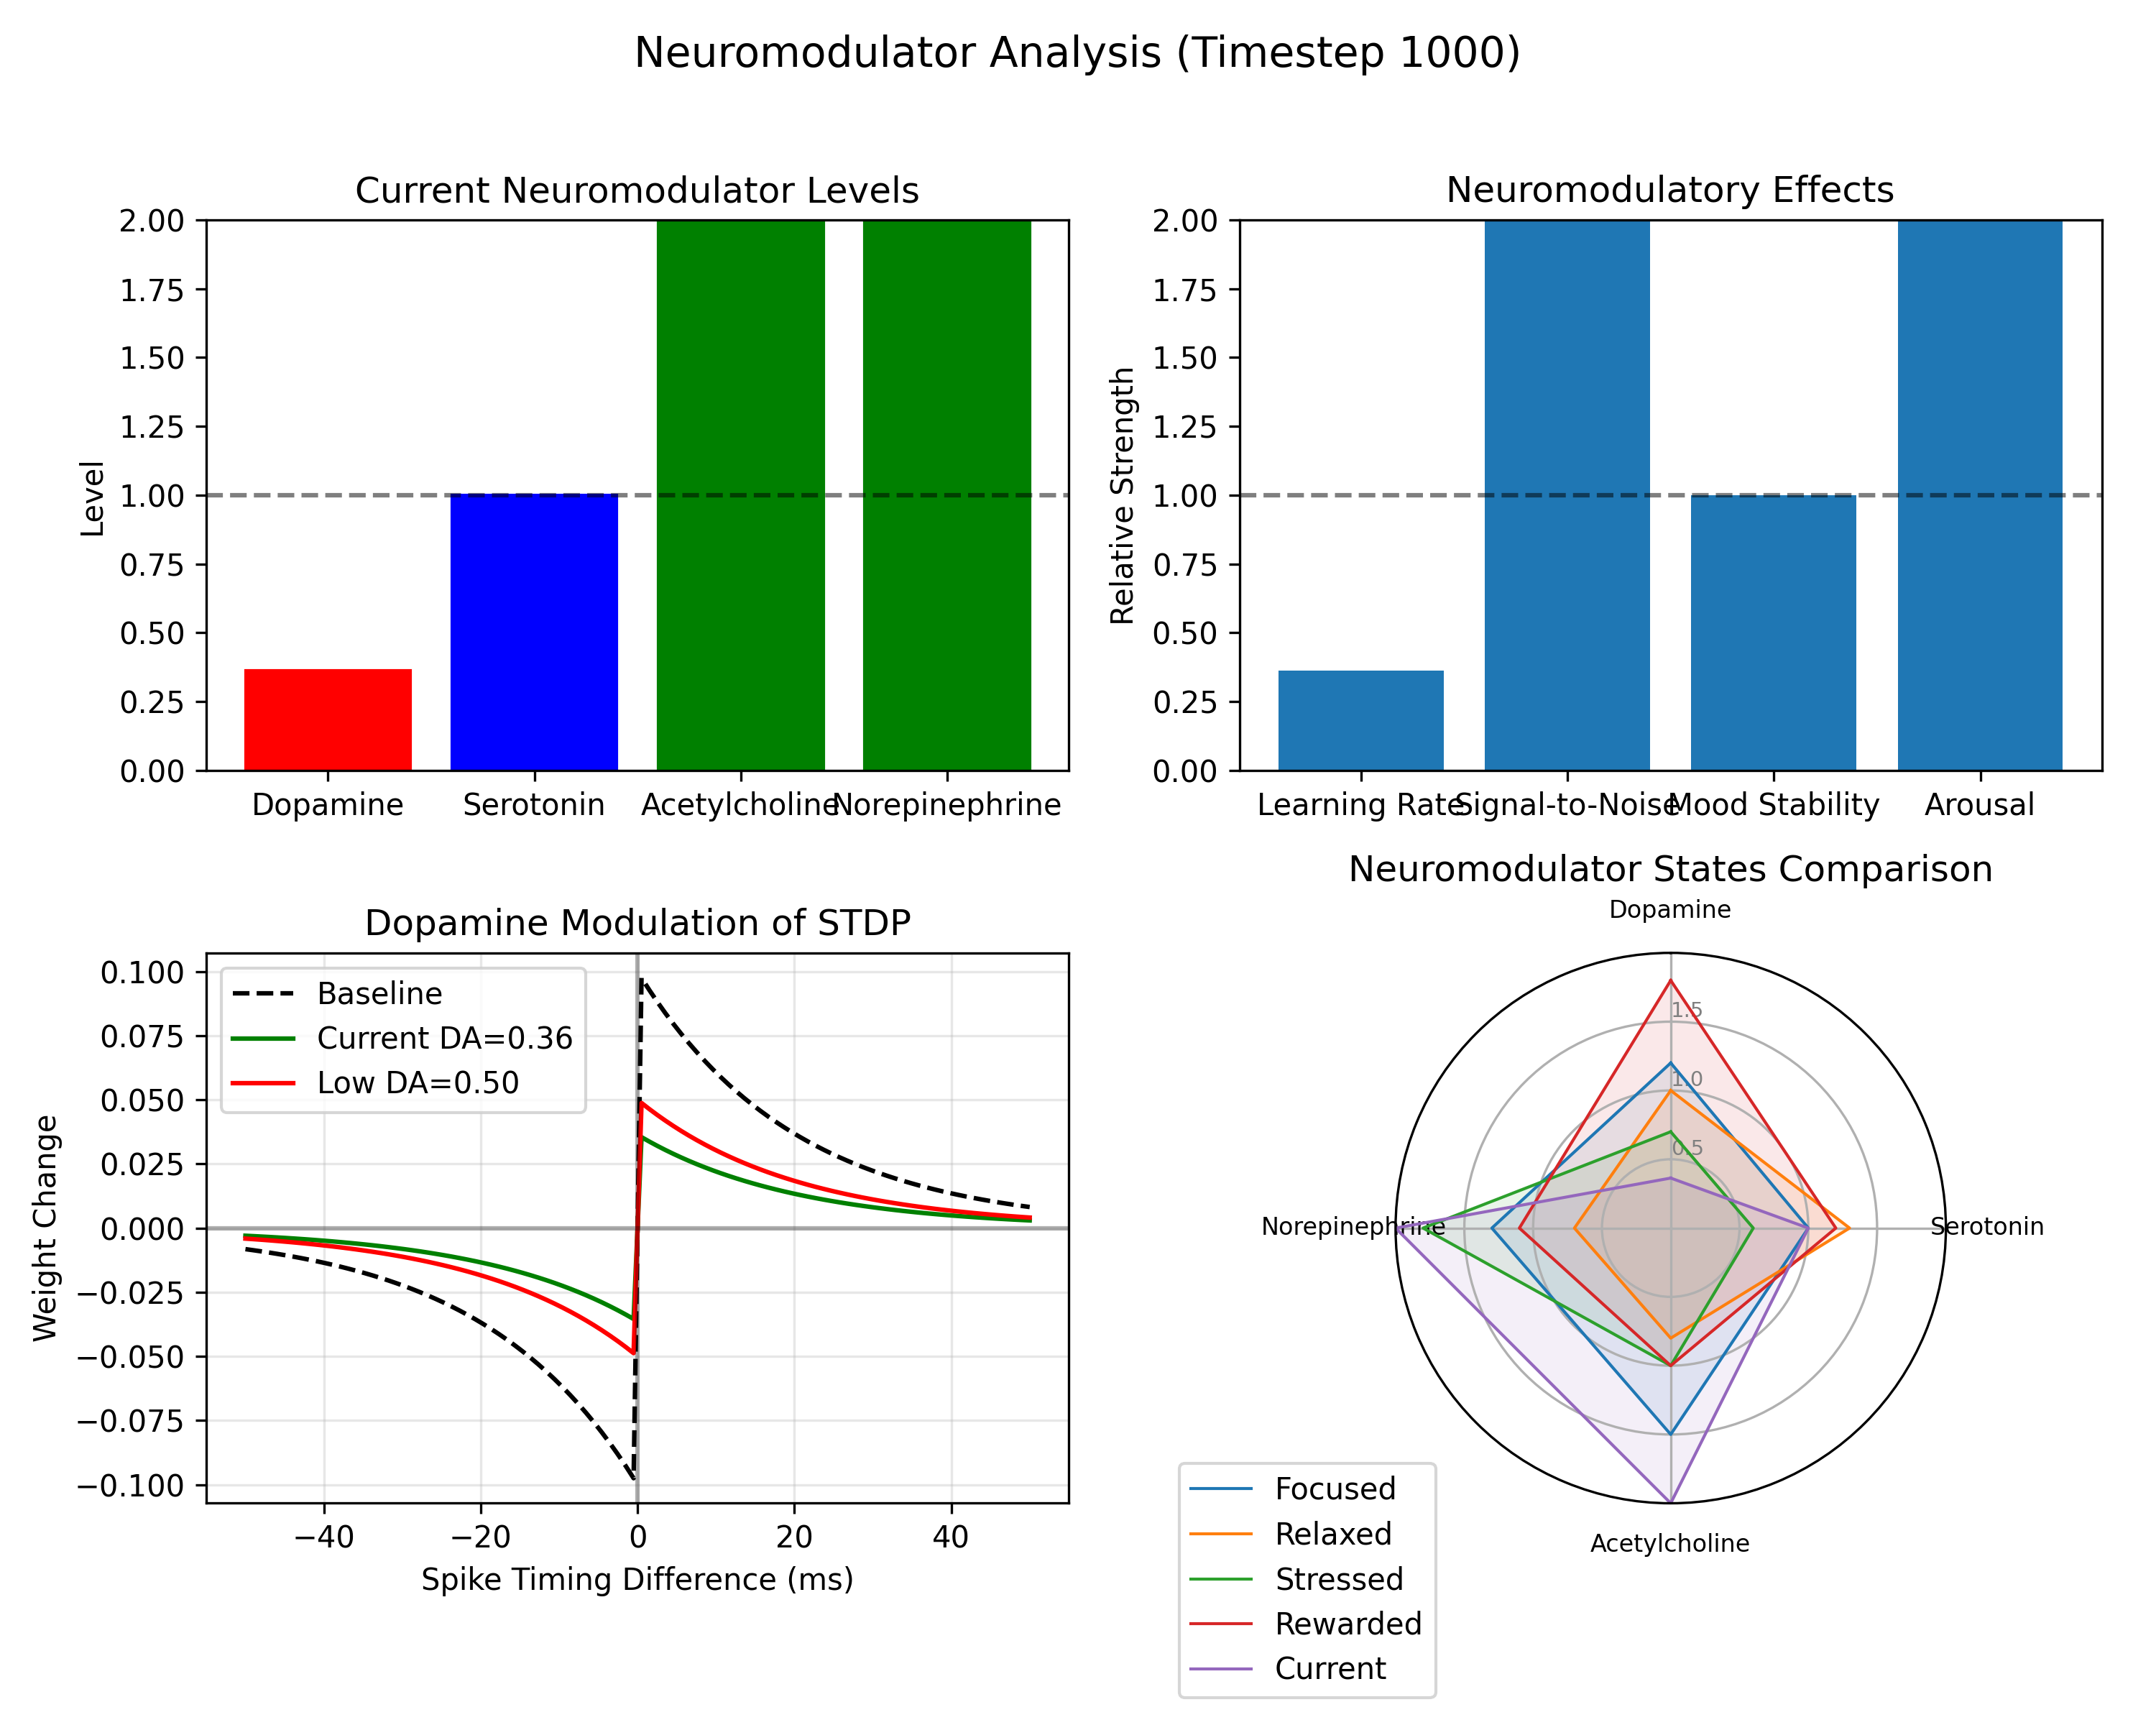 Neuromodulator Analysis (Timestep 1000)
Current Neuromodulator Levels
2.00
1.75
1.50
1.25
1.00
0.75
0.50
0.25
0.00
Level
Dopamine Serotonin Acetylcholine Norepinephrine
Neuromodulatory Effects
2.00
1.75
1.50
1.25
1.00
0.75
0.50
0.25
0.00
Relative Strength
Learning Rate Signal-to-Noise Mood Stability Arousal
Dopamine Modulation of STDP
0.100
0.075
0.050
0.025
0.000
−0.025
−0.050
−0.075
−0.100
Weight Change
Baseline
Current DA=0.36
Low DA=0.50
−40 −20 0 20 40
Spike Timing Difference (ms)
Neuromodulator States Comparison
Dopamine
1.5
1.0
0.5
Norepinephrine Serotonin
Acetylcholine
Focused
Relaxed
Stressed
Rewarded
Current